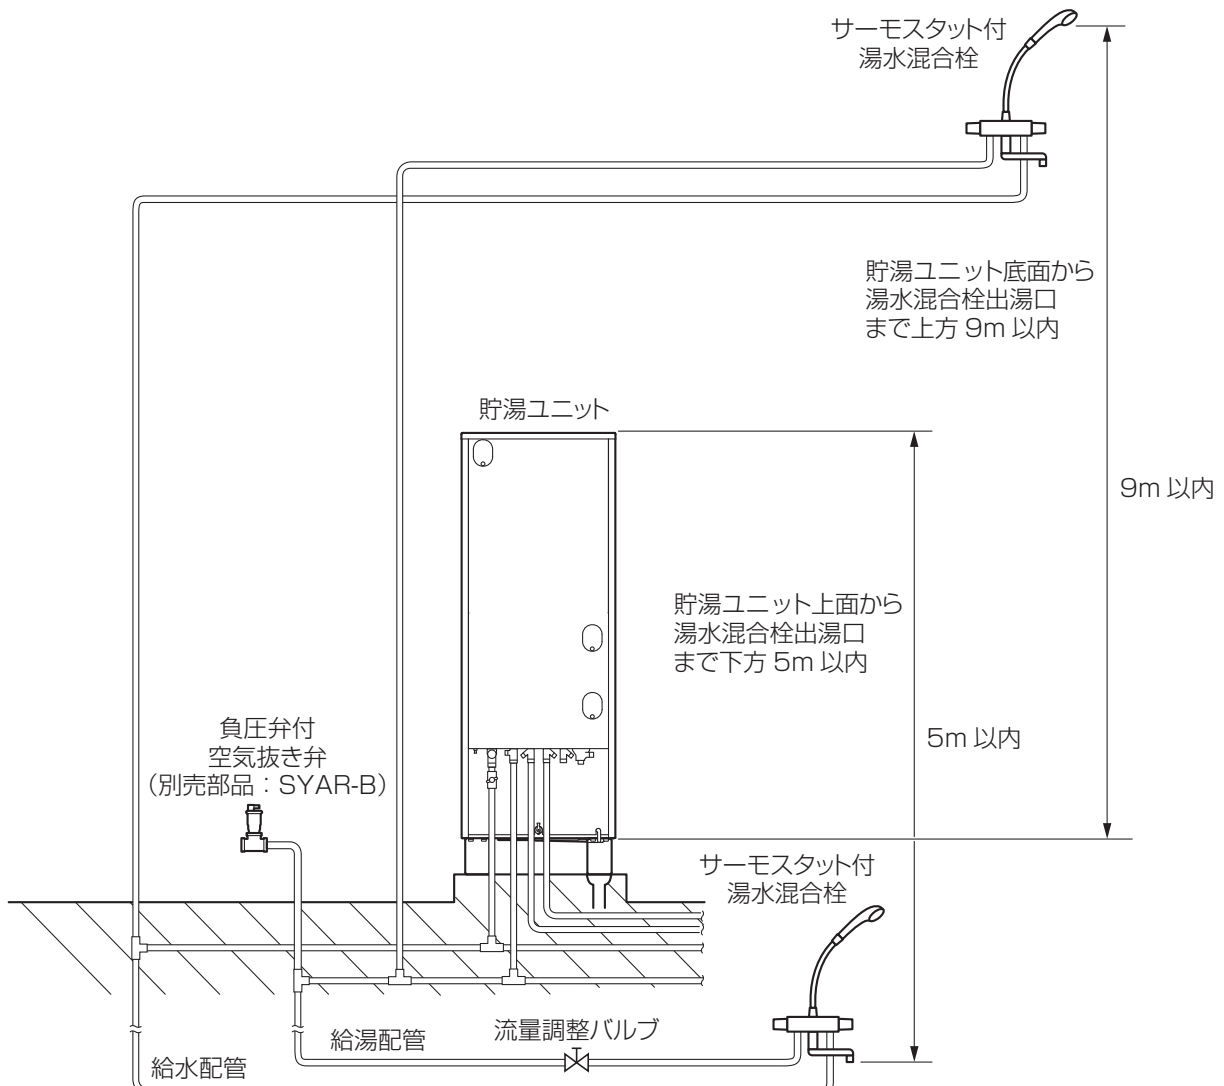 サーモスタット付
湯水混合栓
貯湯ユニット底面から
湯水混合栓出湯口
まで上方 9m 以内
貯湯ユニット
9m 以内
貯湯ユニット上面から
湯水混合栓出湯口
まで下方 5m 以内
負圧弁付
空気抜き弁
（別売部品：SYAR-B）
5m 以内
サーモスタット付
湯水混合栓
流量調整バルブ
給湯配管
給水配管